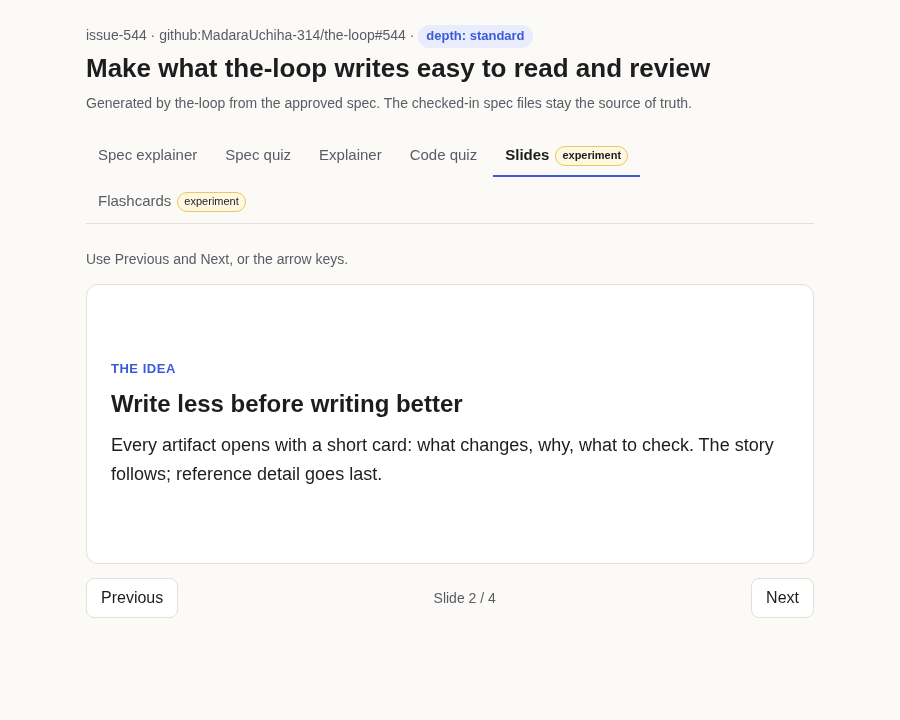 issue-544 · github:MadaraUchiha-314/the-loop#544 · depth: standard
Make what the-loop writes easy to read and review
Generated by the-loop from the approved spec. The checked-in spec files stay the source of truth.
Spec explainer Spec quiz Explainer Code quiz Slides experiment
Flashcards experiment
Use Previous and Next, or the arrow keys.
THE IDEA
Write less before writing better
Every artifact opens with a short card: what changes, why, what to check. The story
follows; reference detail goes last.
Previous Slide 2 / 4 Next